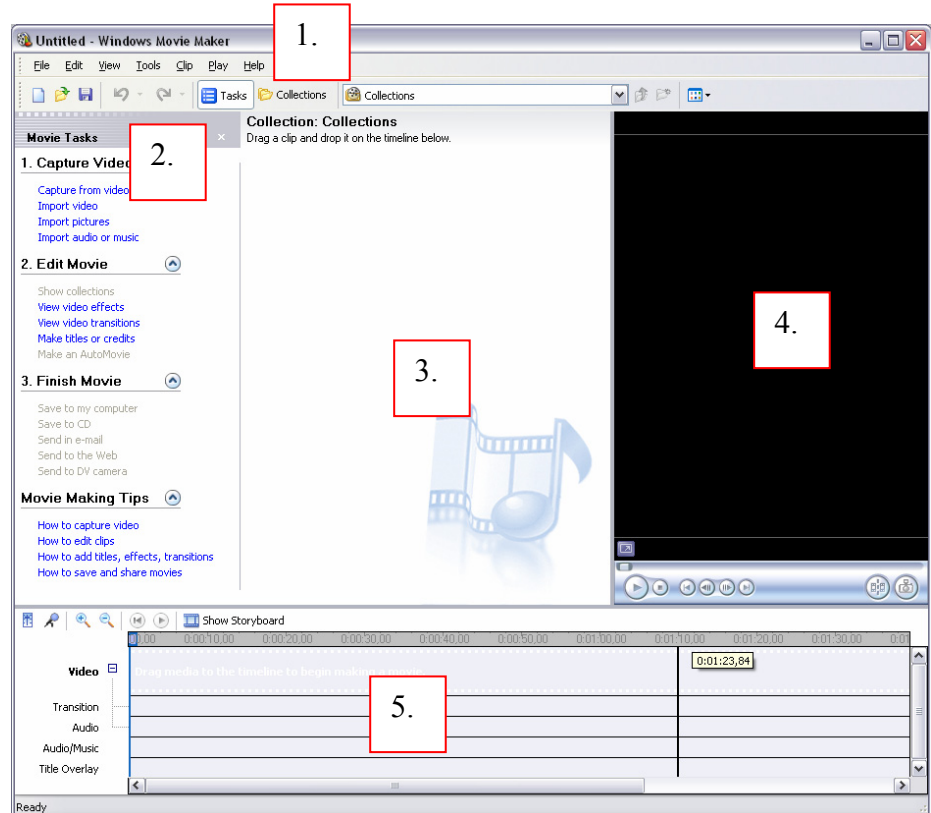 1.
Untitled - Windows Movie Maker
File Edit View Tools Clip Play Help
Tasks Collections Collections
Movie Tasks
2.
Collection: Collections
Drag a clip and drop it on the timeline below.
1. Capture Video
Capture from video
Import video
Import pictures
Import audio or music
2. Edit Movie
Show collections
View video effects
View video transitions
Make titles or credits
Make an AutoMovie
3. Finish Movie
Save to my computer
Save to CD
Send in e-mail
Send to the Web
Send to DV camera
Movie Making Tips
How to capture video
How to edit clips
How to add titles, effects, transitions
How to save and share movies
3.
4.
Show Storyboard
0:00:10,00 0:00:20,00 0:00:30,00 0:00:40,00 0:00:50,00 0:01:00,00 0:01:10,00 0:01:20,00 0:01:30,00
0:01:23,84
Video
Drag media to the timeline to begin making a movie.
5.
Transition
Audio
Audio/Music
Title Overlay
Ready